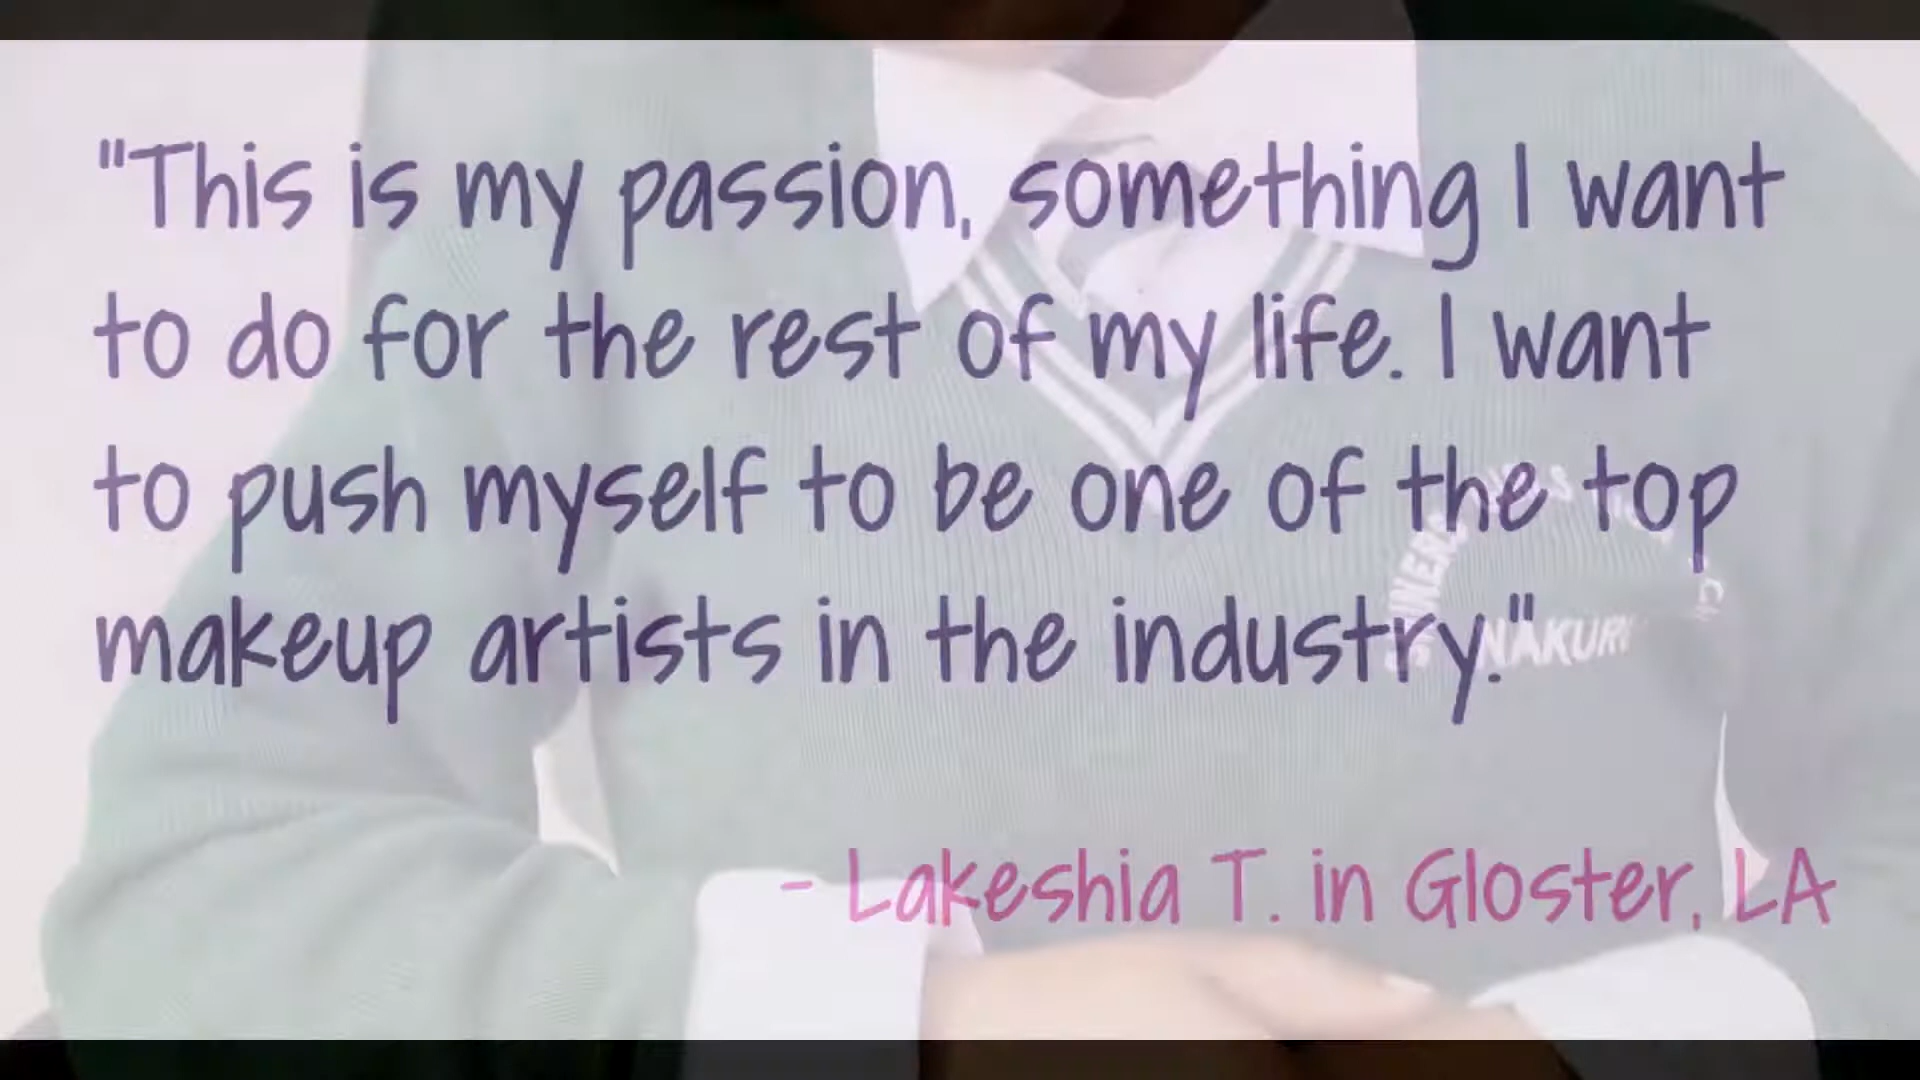 "This is my passion, something I want
to do for the rest of my life. I want
to push myself to be one of the top
makeup artists in the industry."
- Lakeshia T. in Gloster, LA
NAKURU